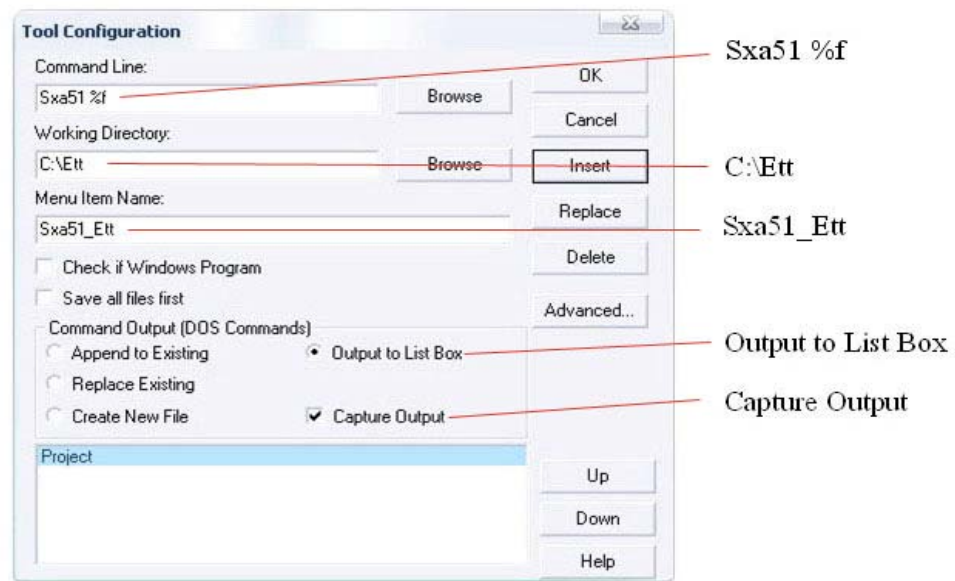 Tool Configuration
Command Line:
Sxa51 %f
Browse
Working Directory:
C:\Ett
Browse
Menu Item Name:
Sxa51_Ett
Check if Windows Program
Save all files first
Command Output (DOS Commands)
Append to Existing
Output to List Box
Replace Existing
Create New File
Capture Output
Project
OK
Cancel
Insert
Replace
Delete
Advanced...
Up
Down
Help
Sxa51 %f
C:\Ett
Sxa51_Ett
Output to List Box
Capture Output